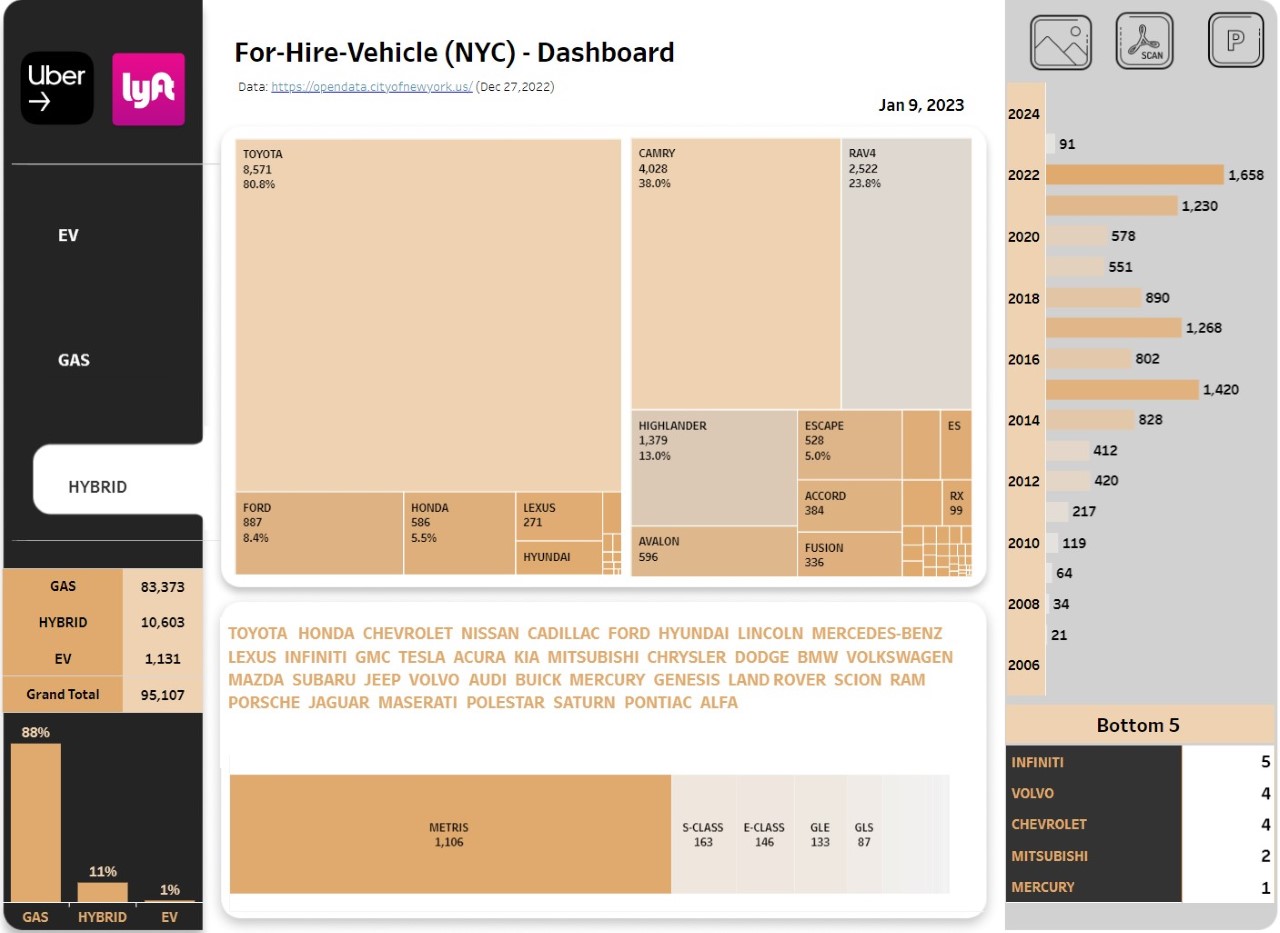 Uber
lyft
For-Hire-Vehicle (NYC) - Dashboard
Data: https://opendata.cityofnewyork.us/ (Dec 27,2022)
Jan 9, 2023
SCAN
P
EV
GAS
HYBRID
GAS 83,373
HYBRID 10,603
EV 1,131
Grand Total 95,107
88%
11%
1%
GAS HYBRID EV
TOYOTA
8,571
80.8%
FORD
887
8.4%
HONDA
586
5.5%
LEXUS
271
HYUNDAI
CAMRY
4,028
38.0%
RAV4
2,522
23.8%
HIGHLANDER
1,379
13.0%
AVALON
596
ESCAPE
528
5.0%
ACCORD
384
FUSION
336
ES
RX
99
TOYOTA HONDA CHEVROLET NISSAN CADILLAC FORD HYUNDAI LINCOLN MERCEDES-BENZ
LEXUS INFINITI GMC TESLA ACURA KIA MITSUBISHI CHRYSLER DODGE BMW VOLKSWAGEN
MAZDA SUBARU JEEP VOLVO AUDI BUICK MERCURY GENESIS LAND ROVER SCION RAM
PORSCHE JAGUAR MASERATI POLESTAR SATURN PONTIAC ALFA
METRIS
1,106
S-CLASS
163
E-CLASS
146
GLE
133
GLS
87
2024
91
2022 1,658
1,230
2020 578
551
2018 890
1,268
2016 802
1,420
2014 828
412
2012 420
217
2010 119
64
2008 34
21
2006
Bottom 5
INFINITI 5
VOLVO 4
CHEVROLET 4
MITSUBISHI 2
MERCURY 1